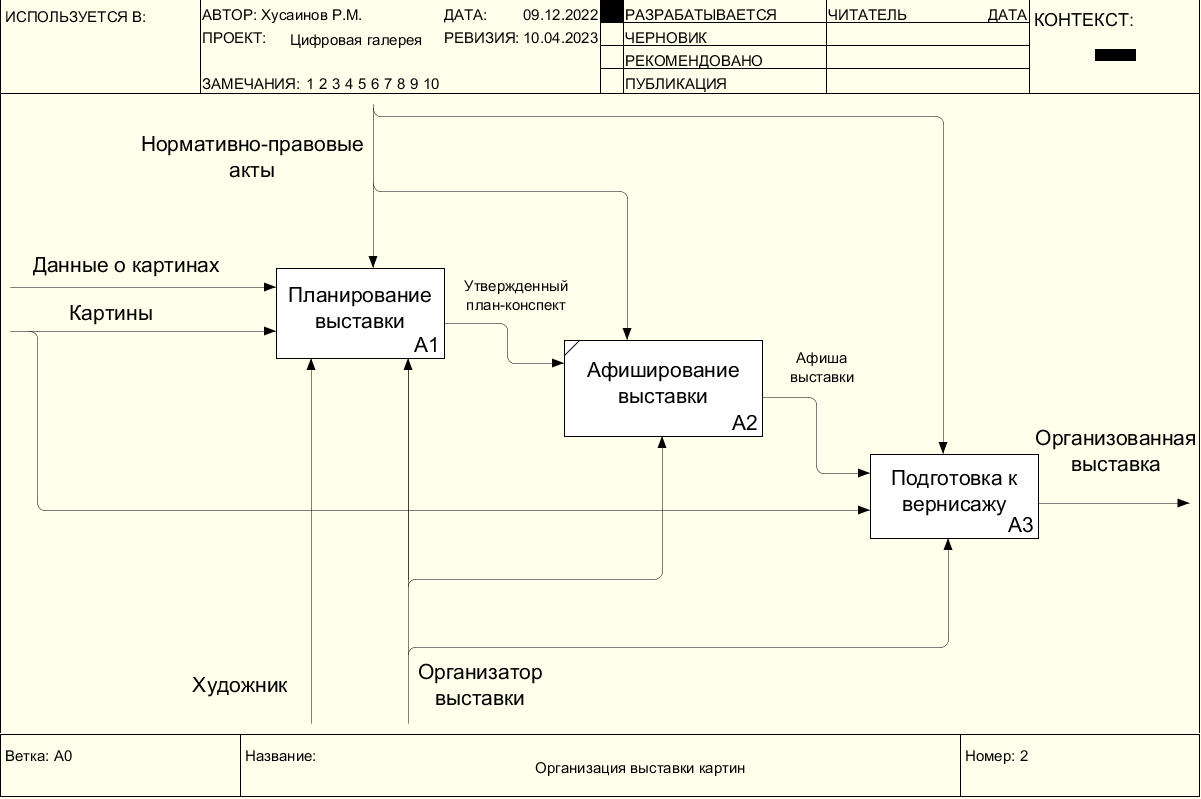 ИСПОЛЬЗУЕТСЯ В:
АВТОР: Хусаинов Р.М.
ДАТА: 09.12.2022
ПРОЕКТ: Цифровая галерея
РЕВИЗИЯ: 10.04.2023
ЗАМЕЧАНИЯ: 1 2 3 4 5 6 7 8 9 10
РАЗРАБАТЫВАЕТСЯ
ЧЕРНОВИК
РЕКОМЕНДОВАНО
ПУБЛИКАЦИЯ
ЧИТАТЕЛЬ
ДАТА
КОНТЕКСТ:
Нормативно-правовые
акты
Данные о картинах
Картины
Планирование
выставки
A1
Утвержденный
план-конспект
Афиширование
выставки
A2
Афиша
выставки
Подготовка к
вернисажу
A3
Организованная
выставка
Художник
Организатор
выставки
Ветка: A0
Название:
Организация выставки картин
Номер: 2